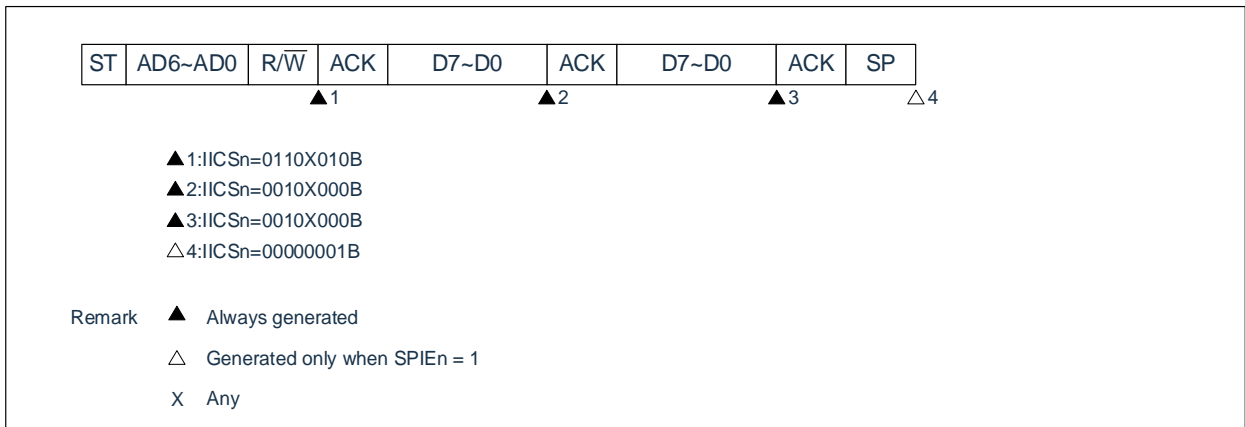 ST AD6~AD0 R/W̅ ACK D7~D0 ACK D7~D0 ACK SP
▲1 ▲2 ▲3 △4
▲1:IICSn=0110X010B
▲2:IICSn=0010X000B
▲3:IICSn=0010X000B
△4:IICSn=00000001B
Remark ▲ Always generated
△ Generated only when SPIEn = 1
X Any